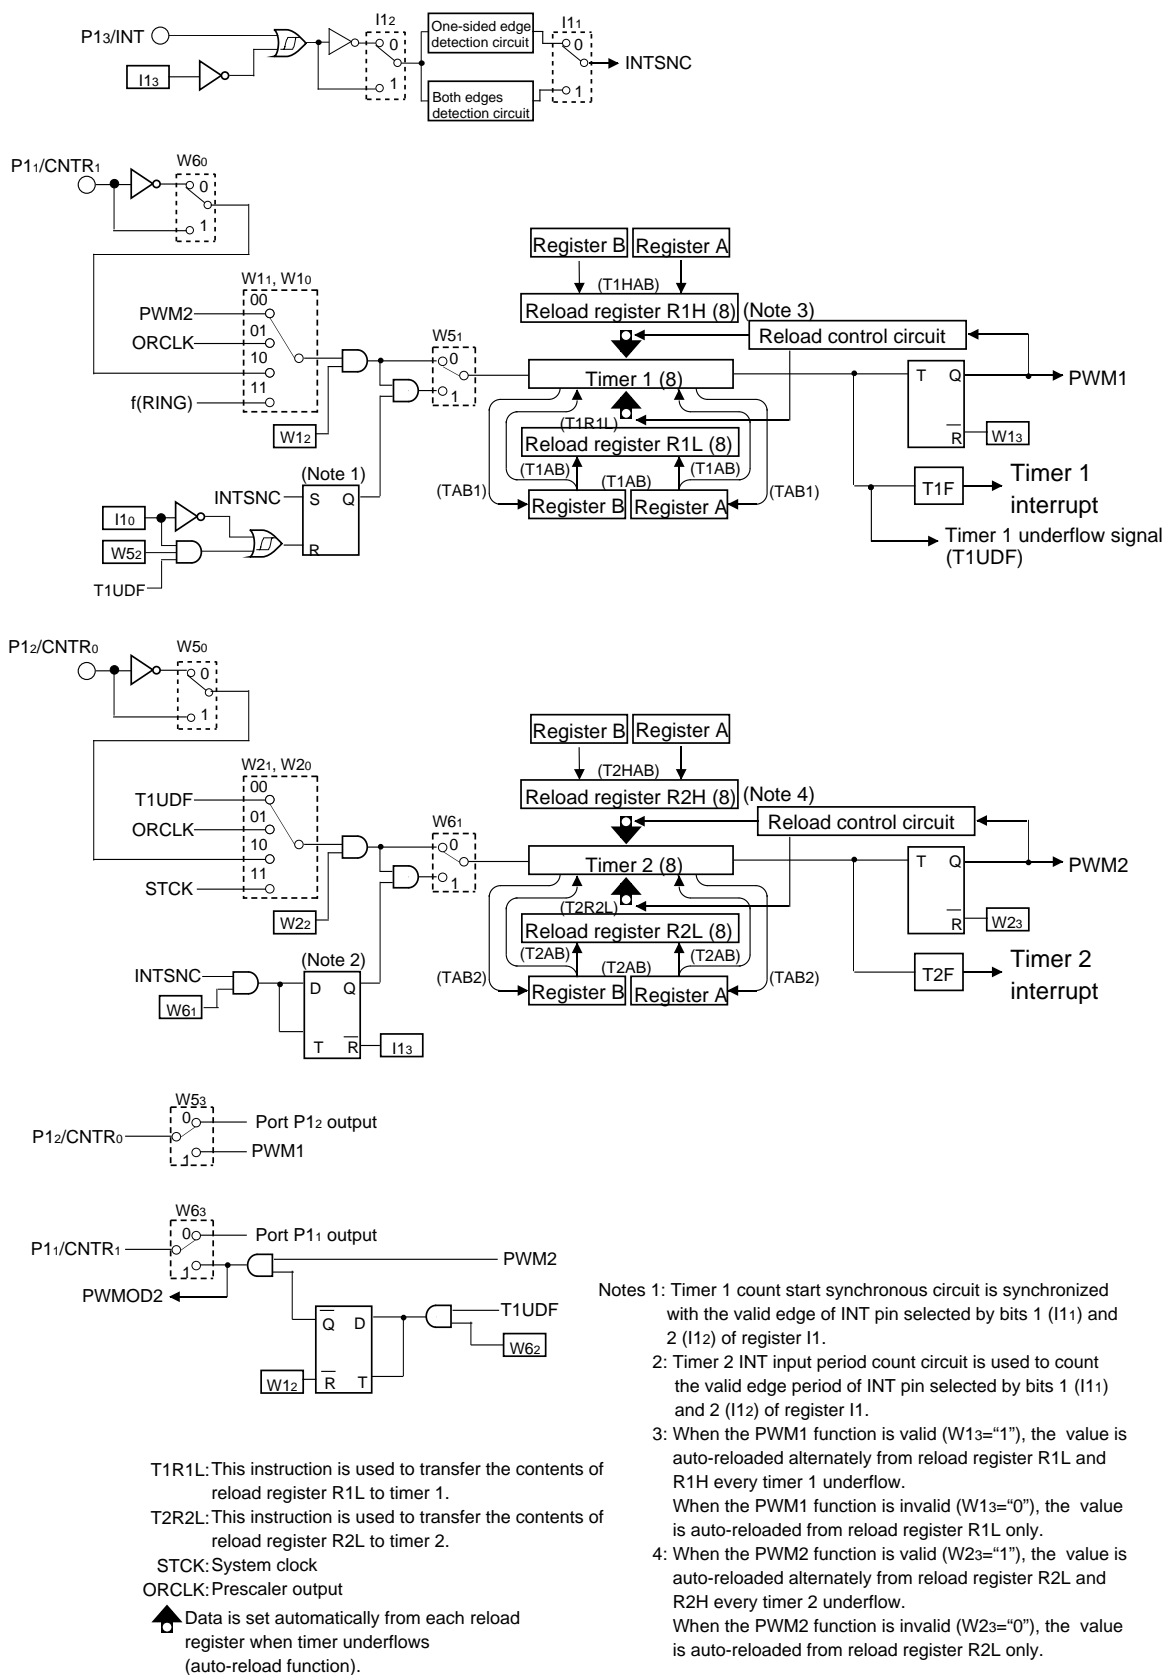 P13/INT
I13
I12
0
1
One-sided edge
detection circuit
Both edges
detection circuit
I11
0
1
INTSNC
P11/CNTR1
W60
0
1
W11, W10
00
01
10
11
PWM2
ORCLK
f(RING)
W12
W51
0
1
(Note 1)
INTSNC
S Q
R
I10
W52
T1UDF
Register B Register A
(T1HAB)
Reload register R1H (8) (Note 3)
Reload control circuit
Timer 1 (8)
(T1R1L)
Reload register R1L (8)
(T1AB) (T1AB) (T1AB)
(TAB1) (TAB1)
Register B Register A
T Q
R
PWM1
W13
T1F
Timer 1
interrupt
Timer 1 underflow signal
(T1UDF)
P12/CNTR0
W50
0
1
W21, W20
00
01
10
11
T1UDF
ORCLK
STCK
W22
W61
0
1
(Note 2)
INTSNC
W61
D Q
T R
I13
Register B Register A
(T2HAB)
Reload register R2H (8) (Note 4)
Reload control circuit
Timer 2 (8)
(T2R2L)
Reload register R2L (8)
(T2AB) (T2AB) (T2AB)
(TAB2) (TAB2)
Register B Register A
T Q
R
PWM2
W23
T2F
Timer 2
interrupt
W53
P12/CNTR0
0
1
Port P12 output
PWM1
W63
P11/CNTR1
0
1
Port P11 output
PWM2
PWMOD2
Q D
R T
T1UDF
W62
W12
Notes 1: Timer 1 count start synchronous circuit is synchronized
with the valid edge of INT pin selected by bits 1 (I11) and
2 (I12) of register I1.
2: Timer 2 INT input period count circuit is used to count
the valid edge period of INT pin selected by bits 1 (I11)
and 2 (I12) of register I1.
3: When the PWM1 function is valid (W13=“1”), the value is
auto-reloaded alternately from reload register R1L and
R1H every timer 1 underflow.
When the PWM1 function is invalid (W13=“0”), the value
is auto-reloaded from reload register R1L only.
4: When the PWM2 function is valid (W23=“1”), the value is
auto-reloaded alternately from reload register R2L and
R2H every timer 2 underflow.
When the PWM2 function is invalid (W23=“0”), the value
is auto-reloaded from reload register R2L only.
T1R1L: This instruction is used to transfer the contents of
reload register R1L to timer 1.
T2R2L: This instruction is used to transfer the contents of
reload register R2L to timer 2.
STCK: System clock
ORCLK: Prescaler output
Data is set automatically from each reload
register when timer underflows
(auto-reload function).